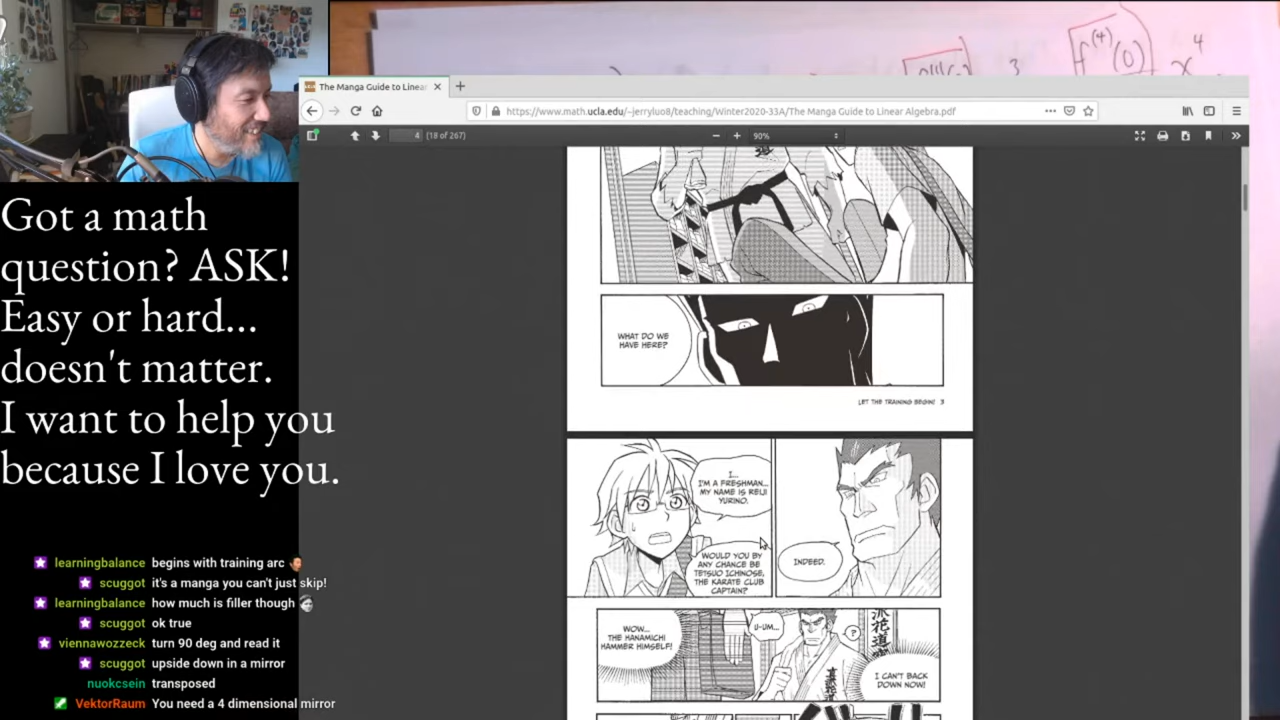 The Manga Guide to Linear
https://www.math.ucla.edu/~jerryluo8/teaching/Winter2020-33A/The Manga Guide to Linear Algebra.pdf
4 (18 of 267)
90%
f⁽⁴⁾(0)
x⁴
3
Got a math
question? ASK!
Easy or hard...
doesn't matter.
I want to help you
because I love you.
WHAT DO WE
HAVE HERE?
LET THE TRAINING BEGIN! 3
I...
I'M A FRESHMAN...
MY NAME IS REIJI
YURINO.
WOULD YOU BY
ANY CHANCE BE
TETSUO ICHINOSE,
THE KARATE CLUB
CAPTAIN?
INDEED.
WOW...
THE HANAMICHI
HAMMER HIMSELF!
U-UM...
?
I CAN'T BACK
DOWN NOW!
learningbalance begins with training arc
scuggot it's a manga you can't just skip!
learningbalance how much is filler though
scuggot ok true
viennawozzeck turn 90 deg and read it
scuggot upside down in a mirror
nuokcsein transposed
VektorRaum You need a 4 dimensional mirror